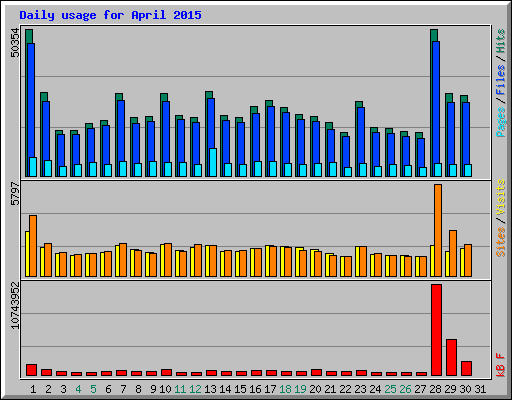 Daily usage for April 2015
50354
Pages / Files / Hits
5797
Sites / Visits
10743952
kB F
1 2 3 4 5 6 7 8 9 10 11 12 13 14 15 16 17 18 19 20 21 22 23 24 25 26 27 28 29 30 31